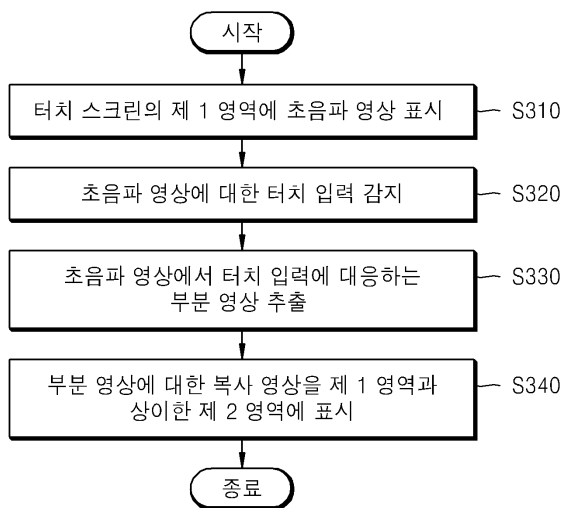 시작
터치 스크린의 제 1 영역에 초음파 영상 표시
S310
초음파 영상에 대한 터치 입력 감지
S320
초음파 영상에서 터치 입력에 대응하는
부분 영상 추출
S330
부분 영상에 대한 복사 영상을 제 1 영역과
상이한 제 2 영역에 표시
S340
종료